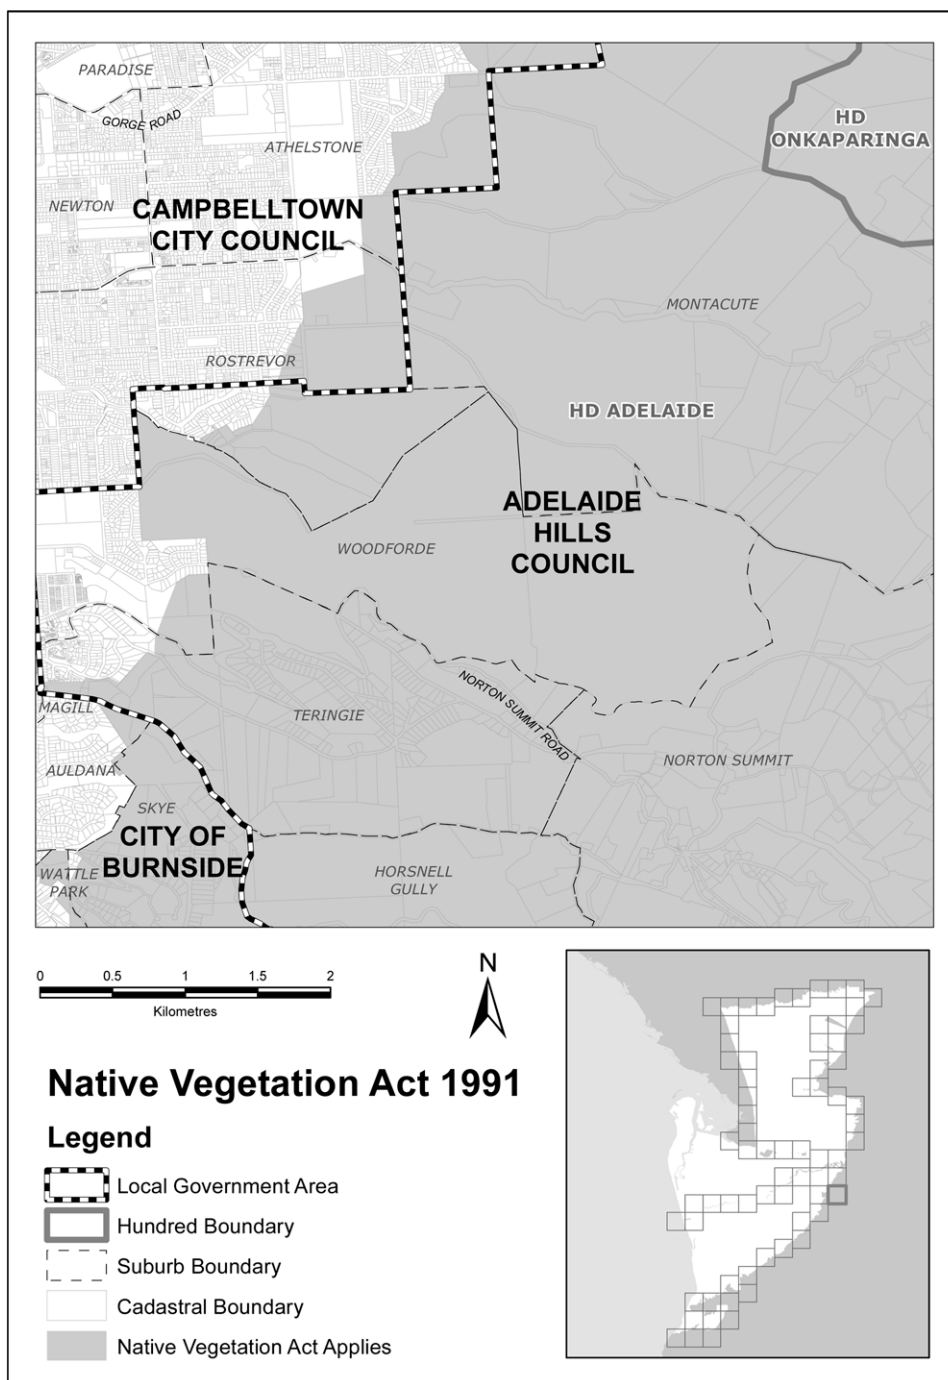 PARADISE
GORGE ROAD
ATHELSTONE
HD
ONKAPARINGA
NEWTON
CAMPBELLTOWN
CITY COUNCIL
MONTACUTE
ROSTREVOR
HD ADELAIDE
ADELAIDE
HILLS
COUNCIL
WOODFORDE
NORTON SUMMIT ROAD
MAGILL
TERINGIE
NORTON SUMMIT
AULDANA
SKYE
CITY OF
BURNSIDE
WATTLE
PARK
HORSNELL
GULLY
0 0.5 1 1.5 2
Kilometres
N
Native Vegetation Act 1991
Legend
Local Government Area
Hundred Boundary
Suburb Boundary
Cadastral Boundary
Native Vegetation Act Applies